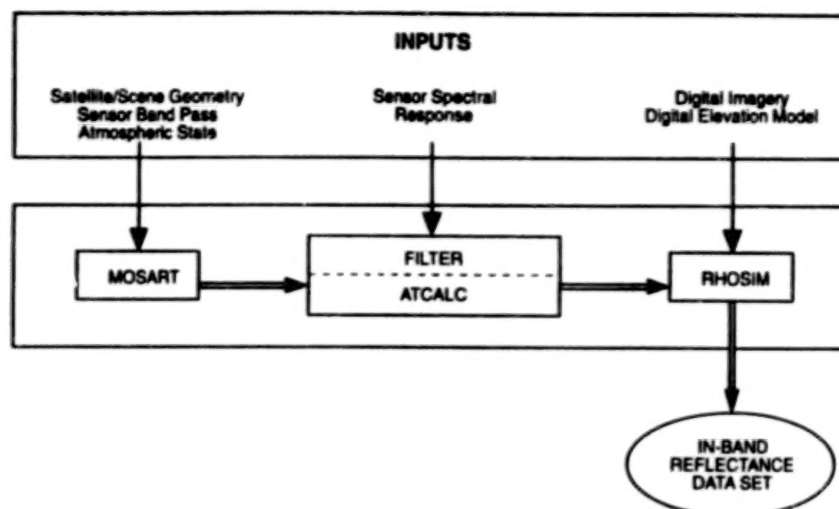 INPUTS
Satellite/Scene Geometry
Sensor Band Pass
Atmospheric State
Sensor Spectral
Response
Digital Imagery
Digital Elevation Model
MOSART
FILTER
ATCALC
RHOSIM
IN-BAND
REFLECTANCE
DATA SET